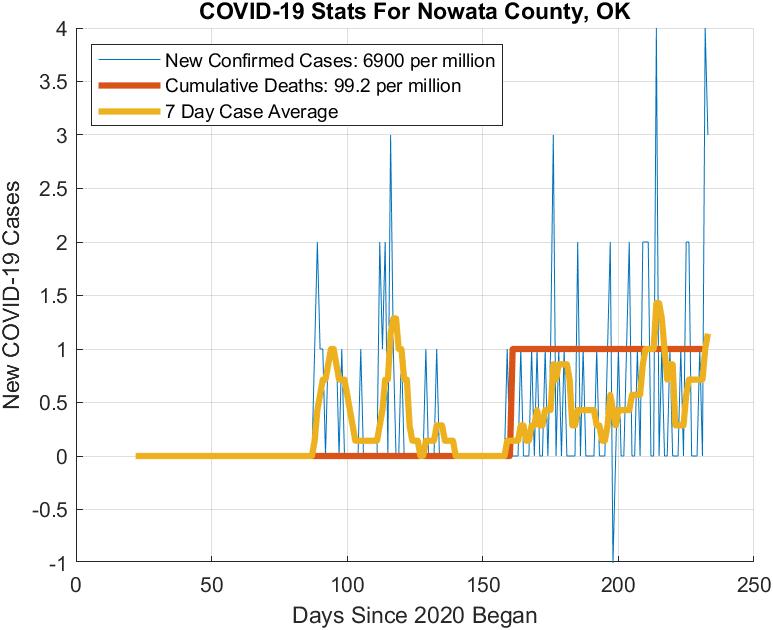 COVID-19 Stats For Nowata County, OK
New Confirmed Cases: 6900 per million
Cumulative Deaths: 99.2 per million
7 Day Case Average
New COVID-19 Cases
4
3.5
3
2.5
2
1.5
1
0.5
0
-0.5
-1
0 50 100 150 200 250
Days Since 2020 Began